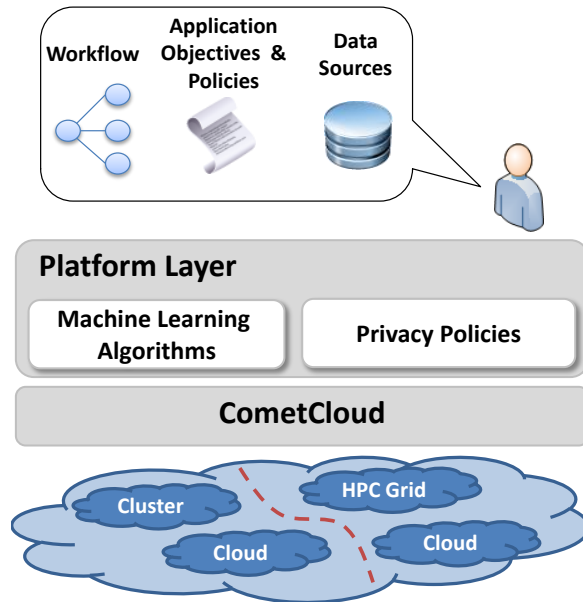 Workflow
Application
Objectives & 
Policies
Data
Sources
Platform Layer
Machine Learning
Algorithms
Privacy Policies
CometCloud
Cluster
HPC Grid
Cloud
Cloud